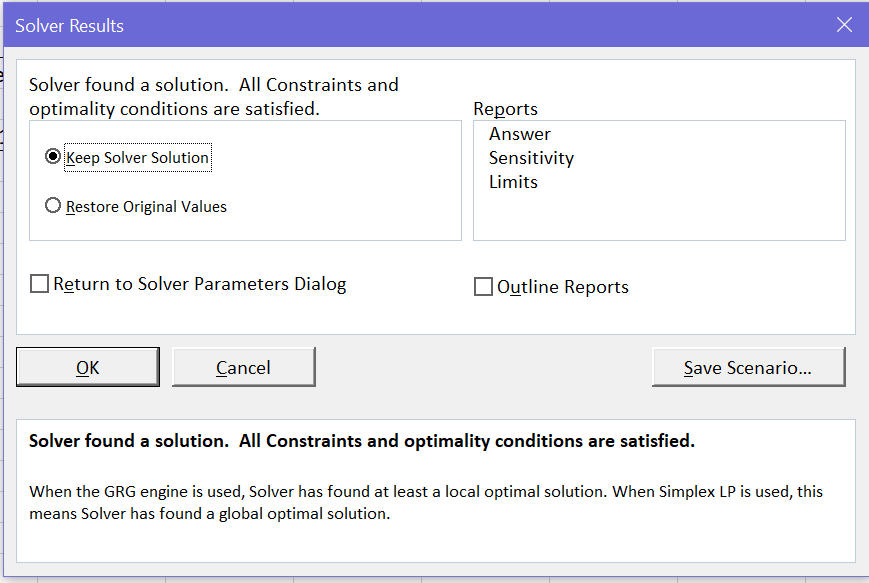 Solver Results
Solver found a solution.  All Constraints and
optimality conditions are satisfied.
Keep Solver Solution
Restore Original Values
Reports
Answer
Sensitivity
Limits
Return to Solver Parameters Dialog
Outline Reports
OK
Cancel
Save Scenario...
Solver found a solution.  All Constraints and optimality conditions are satisfied.
When the GRG engine is used, Solver has found at least a local optimal solution. When Simplex LP is used, this
means Solver has found a global optimal solution.